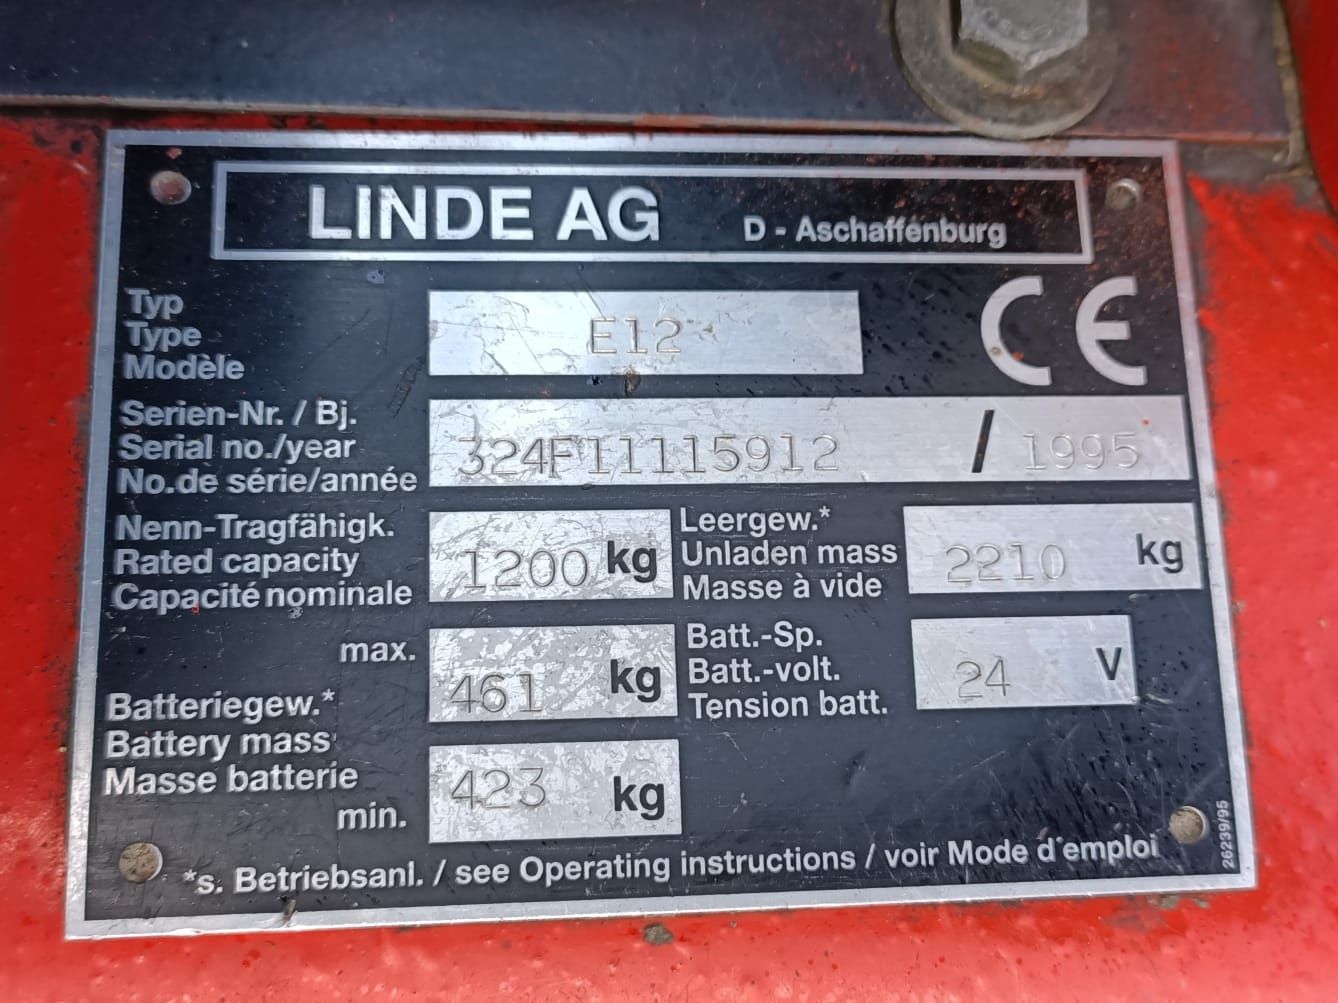 LINDE AG D - Aschaffenburg
Typ
Type
Modèle
E12
CE
Serien-Nr. / Bj.
Serial no./year
No.de série/année
324F11115912 / 1995
Nenn-Tragfähigk.
Rated capacity
Capacité nominale
1200 kg
Leergew.*
Unladen mass
Masse à vide
2210 kg
max.
461 kg
Batteriegew.*
Battery mass
Masse batterie
min.
423 kg
Batt.-Sp.
Batt.-volt.
Tension batt.
24 V
*s. Betriebsanl. / see Operating instructions / voir Mode d'emploi
26239/95